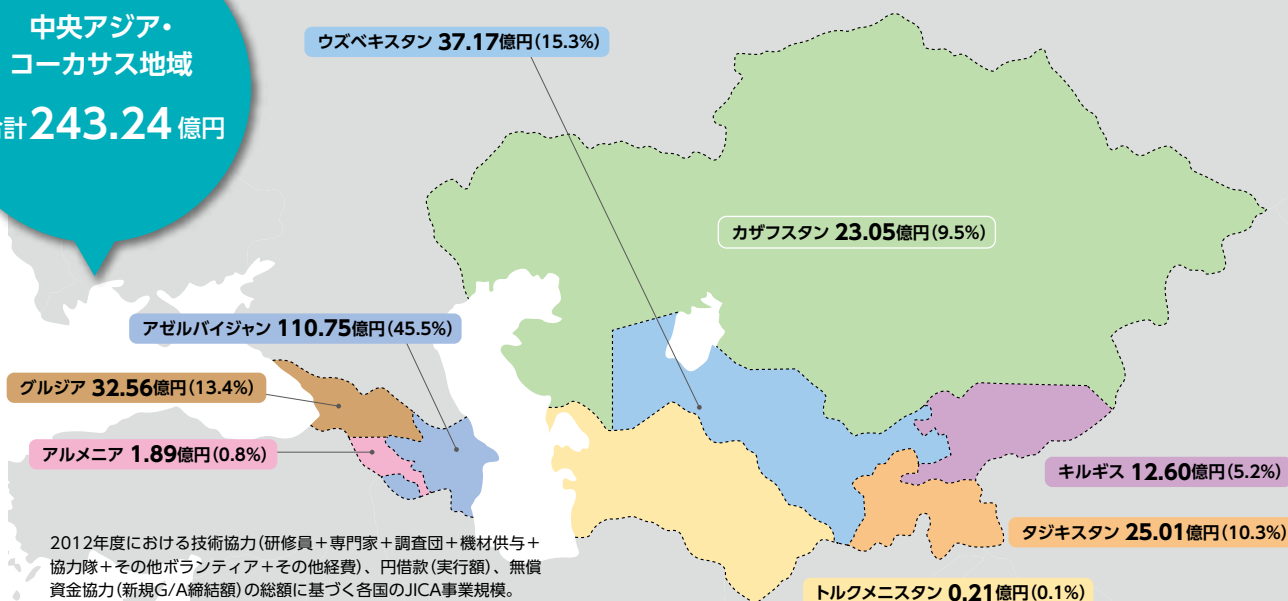 中央アジア・
コーカサス地域
計243.24億円
ウズベキスタン 37.17億円(15.3%)
カザフスタン 23.05億円(9.5%)
アゼルバイジャン 110.75億円(45.5%)
グルジア 32.56億円(13.4%)
アルメニア 1.89億円(0.8%)
キルギス 12.60億円(5.2%)
タジキスタン 25.01億円(10.3%)
トルクメニスタン 0.21億円(0.1%)
2012年度における技術協力(研修員＋専門家＋調査団＋機材供与＋
協力隊＋その他ボランティア＋その他経費)、円借款(実行額)、無償
資金協力(新規G/A締結額)の総額に基づく各国のJICA事業規模。